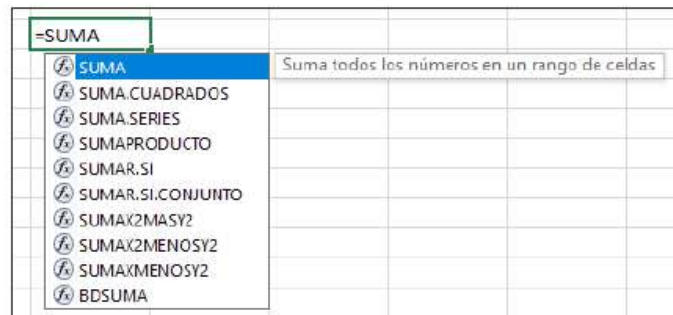 =SUMA
SUMA
Suma todos los números en un rango de celdas
SUMA.CUADRADOS
SUMA.SERIES
SUMAPRODUCTO
SUMAR.SI
SUMAR.SI.CONJUNTO
SUMAX2MASY2
SUMAX2MENOSY2
SUMAXMENOSY2
BDSUMA